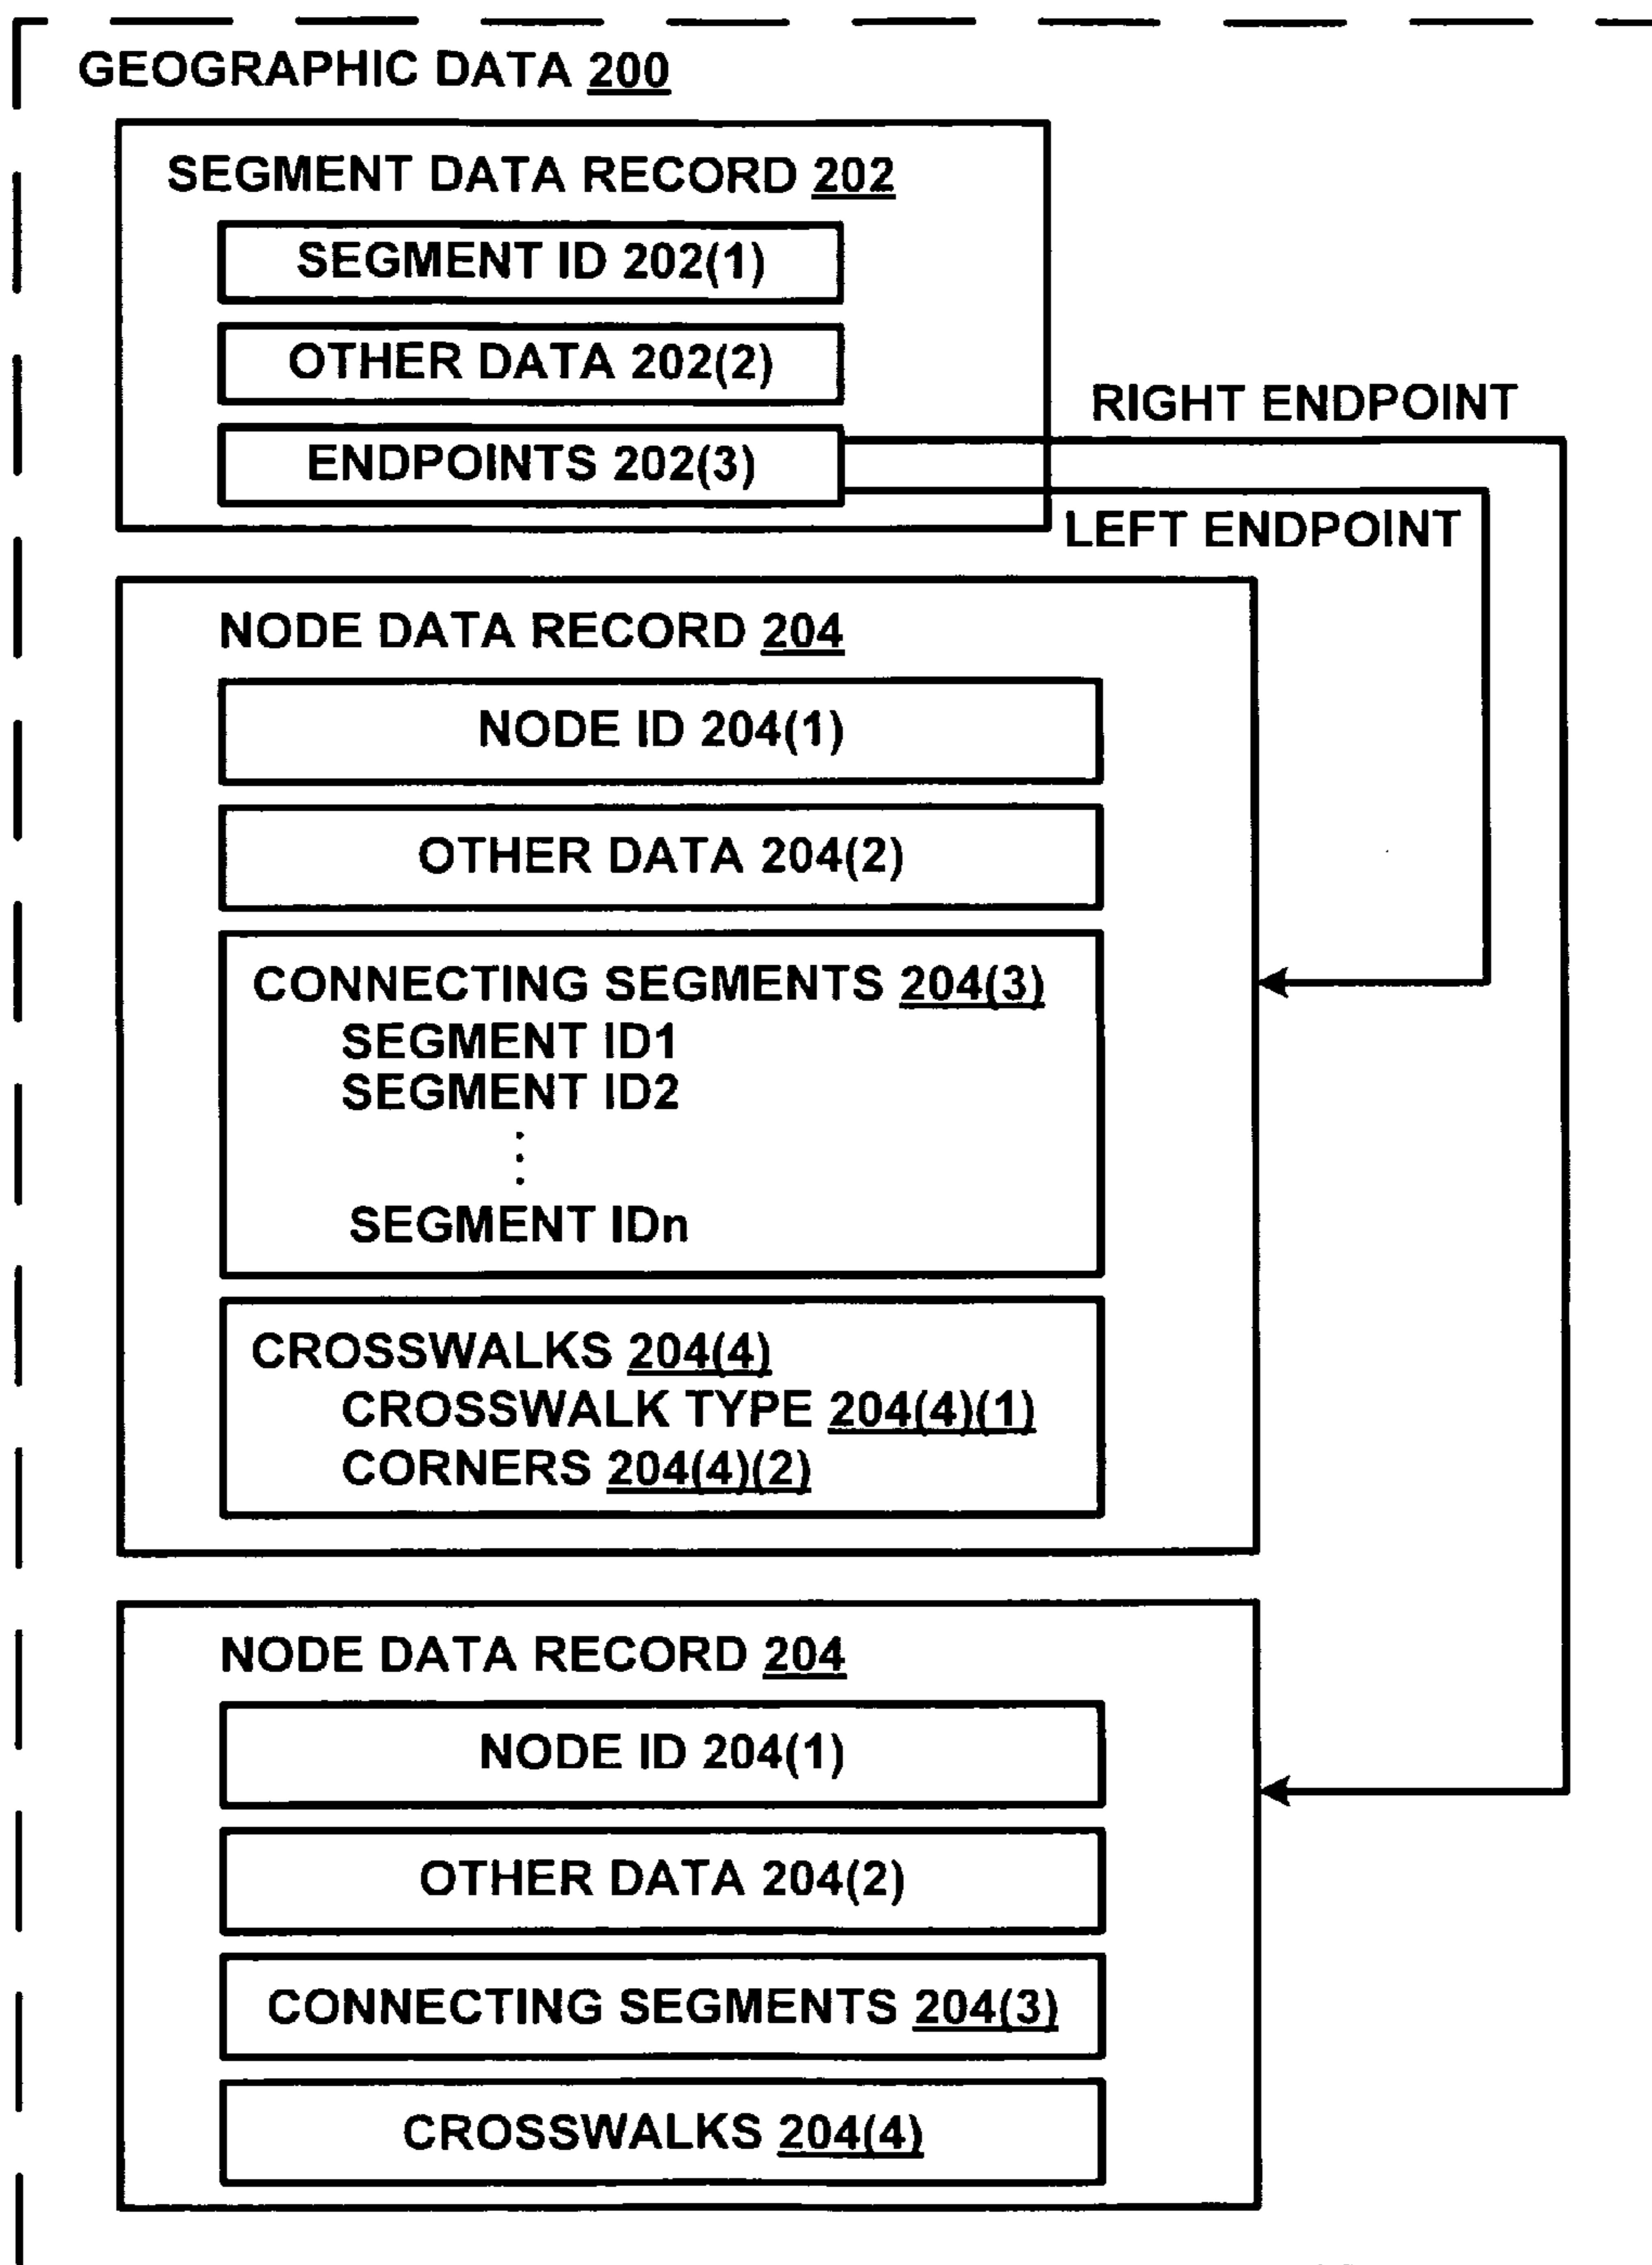 GEOGRAPHIC DATA 200
SEGMENT DATA RECORD 202
SEGMENT ID 202(1)
OTHER DATA 202(2)
ENDPOINTS 202(3)
RIGHT ENDPOINT
LEFT ENDPOINT
NODE DATA RECORD 204
NODE ID 204(1)
OTHER DATA 204(2)
CONNECTING SEGMENTS 204(3)
SEGMENT ID1
SEGMENT ID2
⋮
SEGMENT IDn
CROSSWALKS 204(4)
CROSSWALK TYPE 204(4)(1)
CORNERS 204(4)(2)
NODE DATA RECORD 204
NODE ID 204(1)
OTHER DATA 204(2)
CONNECTING SEGMENTS 204(3)
CROSSWALKS 204(4)